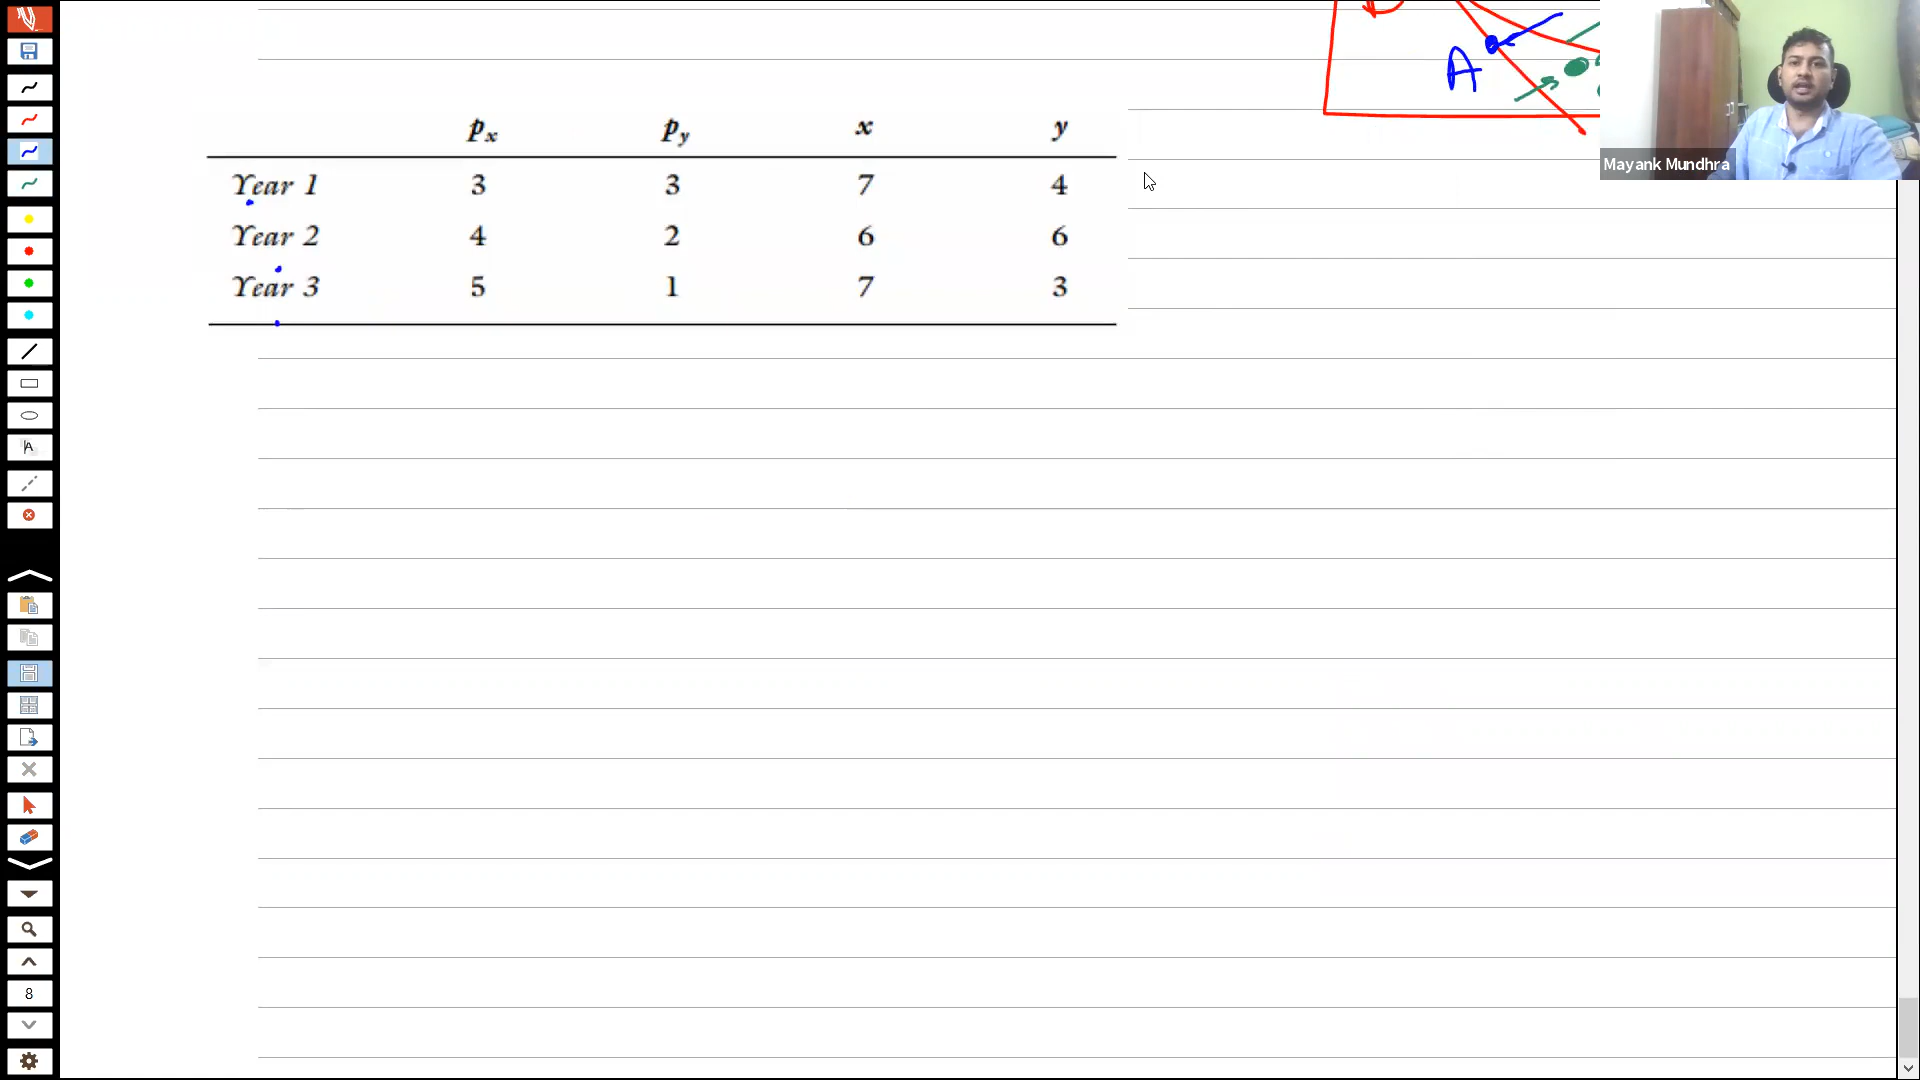 A
Mayank Mundhra
px py x y
Year 1 3 3 7 4
Year 2 4 2 6 6
Year 3 5 1 7 3
A
8